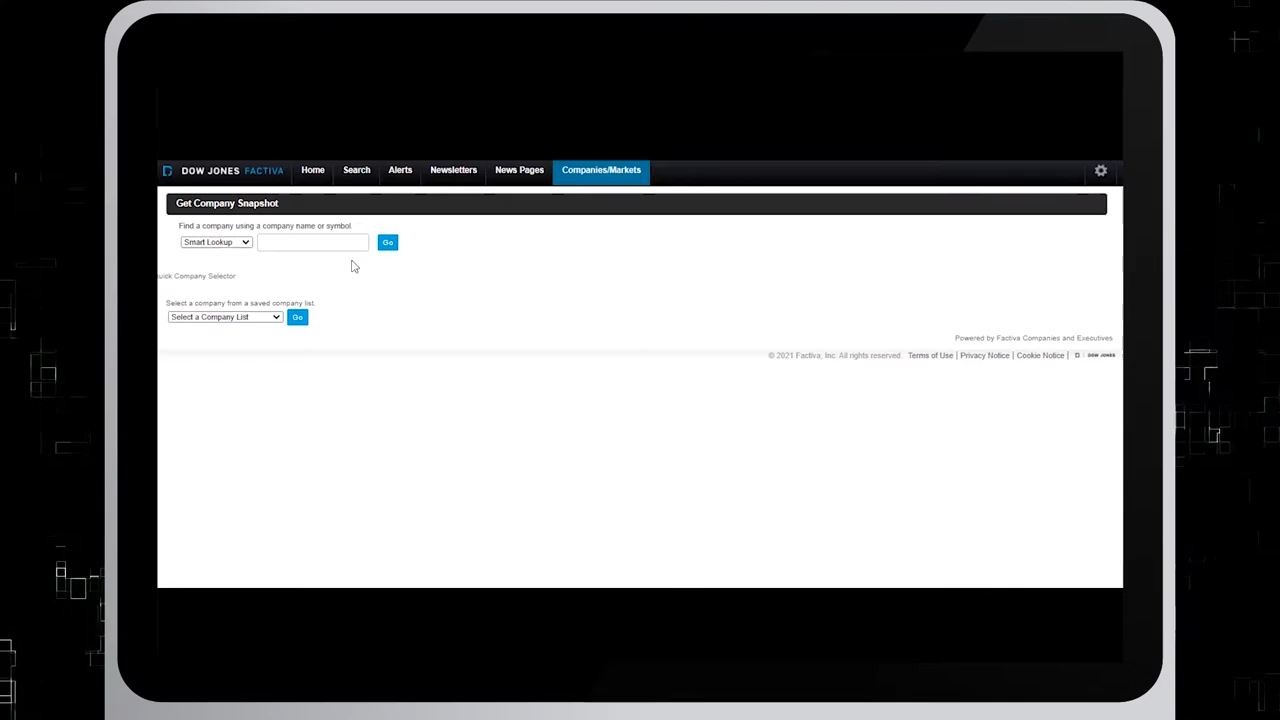 DOW JONES FACTIVA Home Search Alerts Newsletters News Pages Companies/Markets
Get Company Snapshot
Find a company using a company name or symbol.
Smart Lookup Go
uick Company Selector
Select a company from a saved company list.
Select a Company List Go
Powered by Factiva Companies and Executives
© 2021 Factiva, Inc. All rights reserved. Terms of Use | Privacy Notice | Cookie Notice | DOW JONES